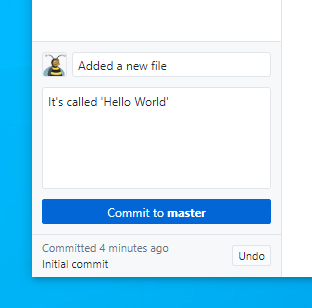 Added a new file
It's called 'Hello World'
Commit to master
Committed 4 minutes ago
Initial commit
Undo